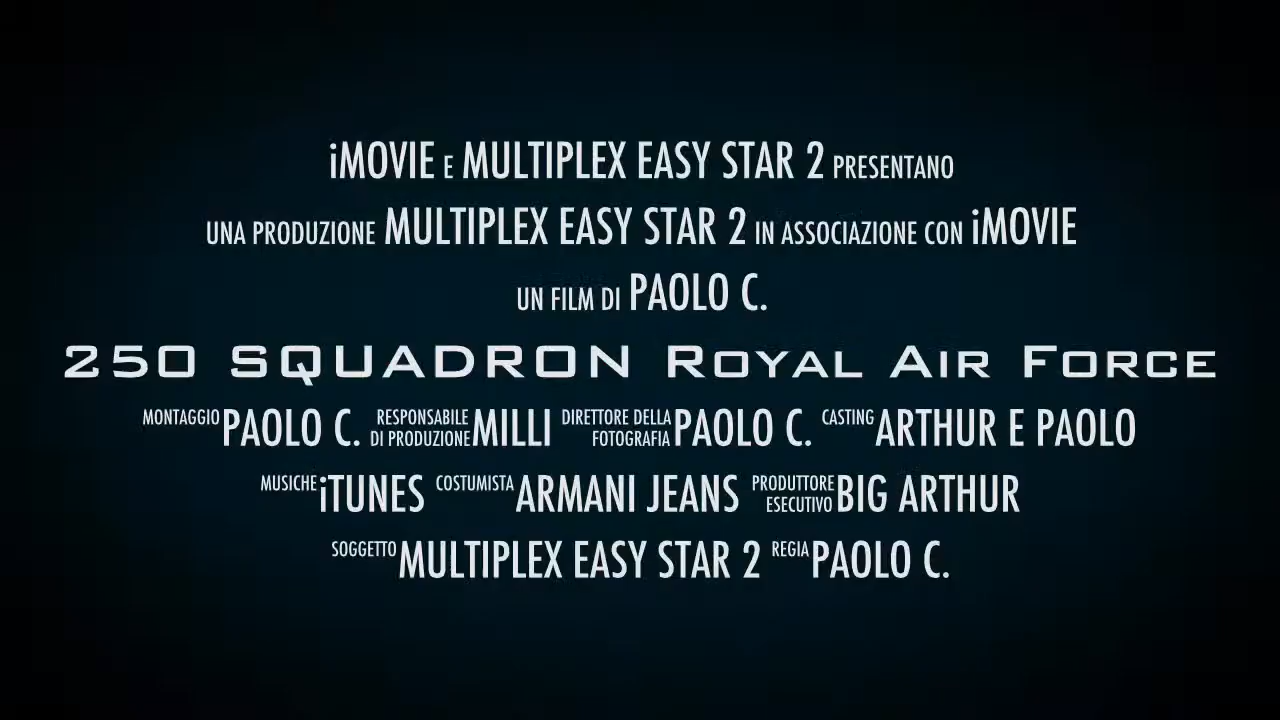 iMOVIE E MULTIPLEX EASY STAR 2 PRESENTANO
UNA PRODUZIONE MULTIPLEX EASY STAR 2 IN ASSOCIAZIONE CON iMOVIE
UN FILM DI PAOLO C.
250 SQUADRON ROYAL AIR FORCE
MONTAGGIO PAOLO C. RESPONSABILE DI PRODUZIONE MILLI DIRETTORE DELLA FOTOGRAFIA PAOLO C. CASTING ARTHUR E PAOLO
MUSICHE iTUNES COSTUMISTA ARMANI JEANS PRODUTTORE ESECUTIVO BIG ARTHUR
SOGGETTO MULTIPLEX EASY STAR 2 REGIA PAOLO C.